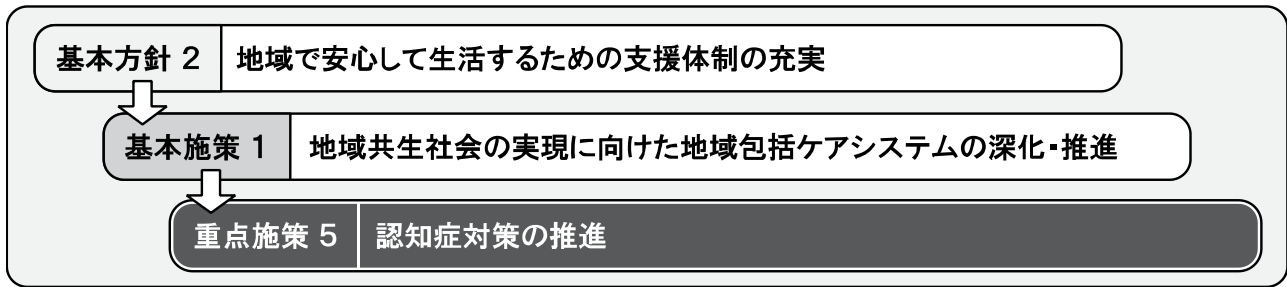 基本方針 2 地域で安心して生活するための支援体制の充実
基本施策 1 地域共生社会の実現に向けた地域包括ケアシステムの深化・推進
重点施策 5 認知症対策の推進